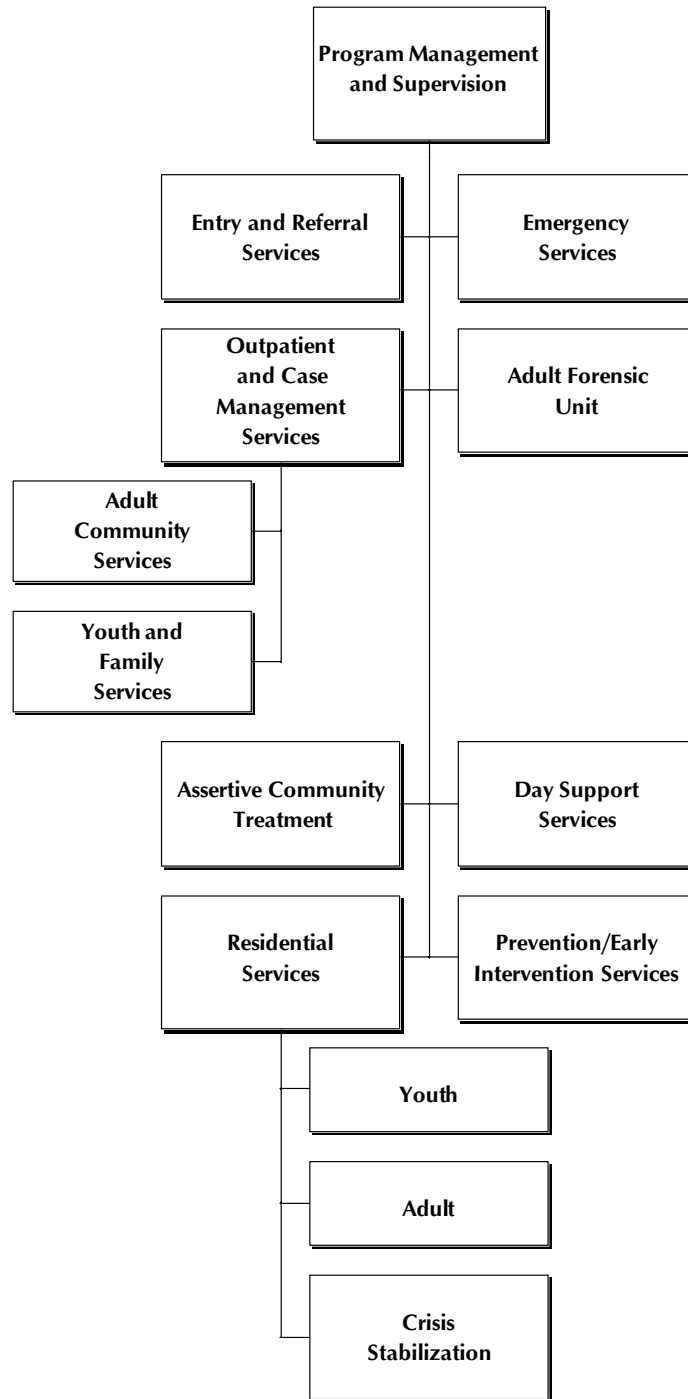 Program Management
and Supervision
Entry and Referral
Services
Emergency
Services
Outpatient
and Case
Management
Services
Adult Forensic
Unit
Adult
Community
Services
Youth and
Family
Services
Assertive Community
Treatment
Day Support
Services
Residential
Services
Prevention/Early
Intervention Services
Youth
Adult
Crisis
Stabilization